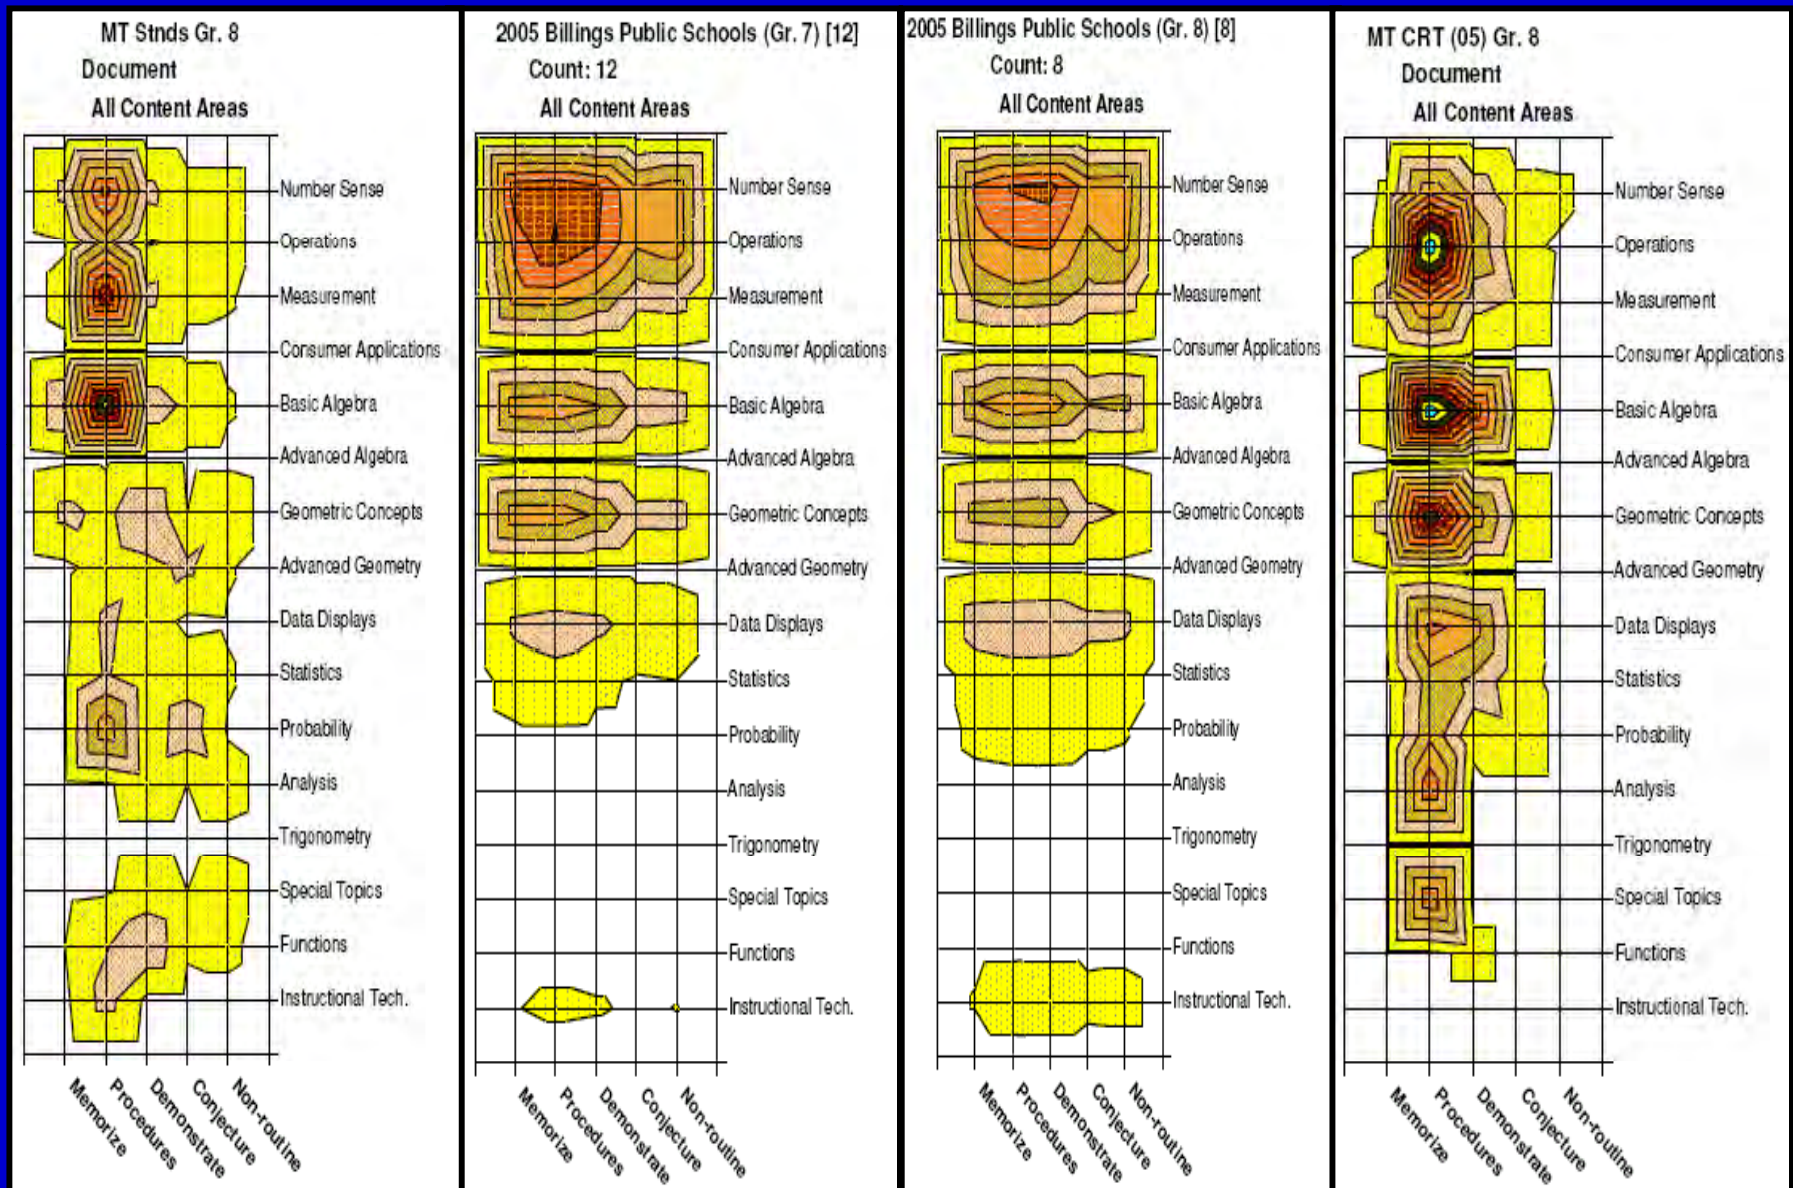 MT Stnds Gr. 8
Document
All Content Areas
Number Sense
Operations
Measurement
Consumer Applications
Basic Algebra
Advanced Algebra
Geometric Concepts
Advanced Geometry
Data Displays
Statistics
Probability
Analysis
Trigonometry
Special Topics
Functions
Instructional Tech.
Memorize
Procedures
Demonstrate
Conjecture
Non-routine
2005 Billings Public Schools (Gr. 7) [12]
Count: 12
All Content Areas
Number Sense
Operations
Measurement
Consumer Applications
Basic Algebra
Advanced Algebra
Geometric Concepts
Advanced Geometry
Data Displays
Statistics
Probability
Analysis
Trigonometry
Special Topics
Functions
Instructional Tech.
Memorize
Procedures
Demonstrate
Conjecture
Non-routine
2005 Billings Public Schools (Gr. 8) [8]
Count: 8
All Content Areas
Number Sense
Operations
Measurement
Consumer Applications
Basic Algebra
Advanced Algebra
Geometric Concepts
Advanced Geometry
Data Displays
Statistics
Probability
Analysis
Trigonometry
Special Topics
Functions
Instructional Tech.
Memorize
Procedures
Demonstrate
Conjecture
Non-routine
MT CRT (05) Gr. 8
Document
All Content Areas
Number Sense
Operations
Measurement
Consumer Applications
Basic Algebra
Advanced Algebra
Geometric Concepts
Advanced Geometry
Data Displays
Statistics
Probability
Analysis
Trigonometry
Special Topics
Functions
Instructional Tech.
Memorize
Procedures
Demonstrate
Conjecture
Non-routine